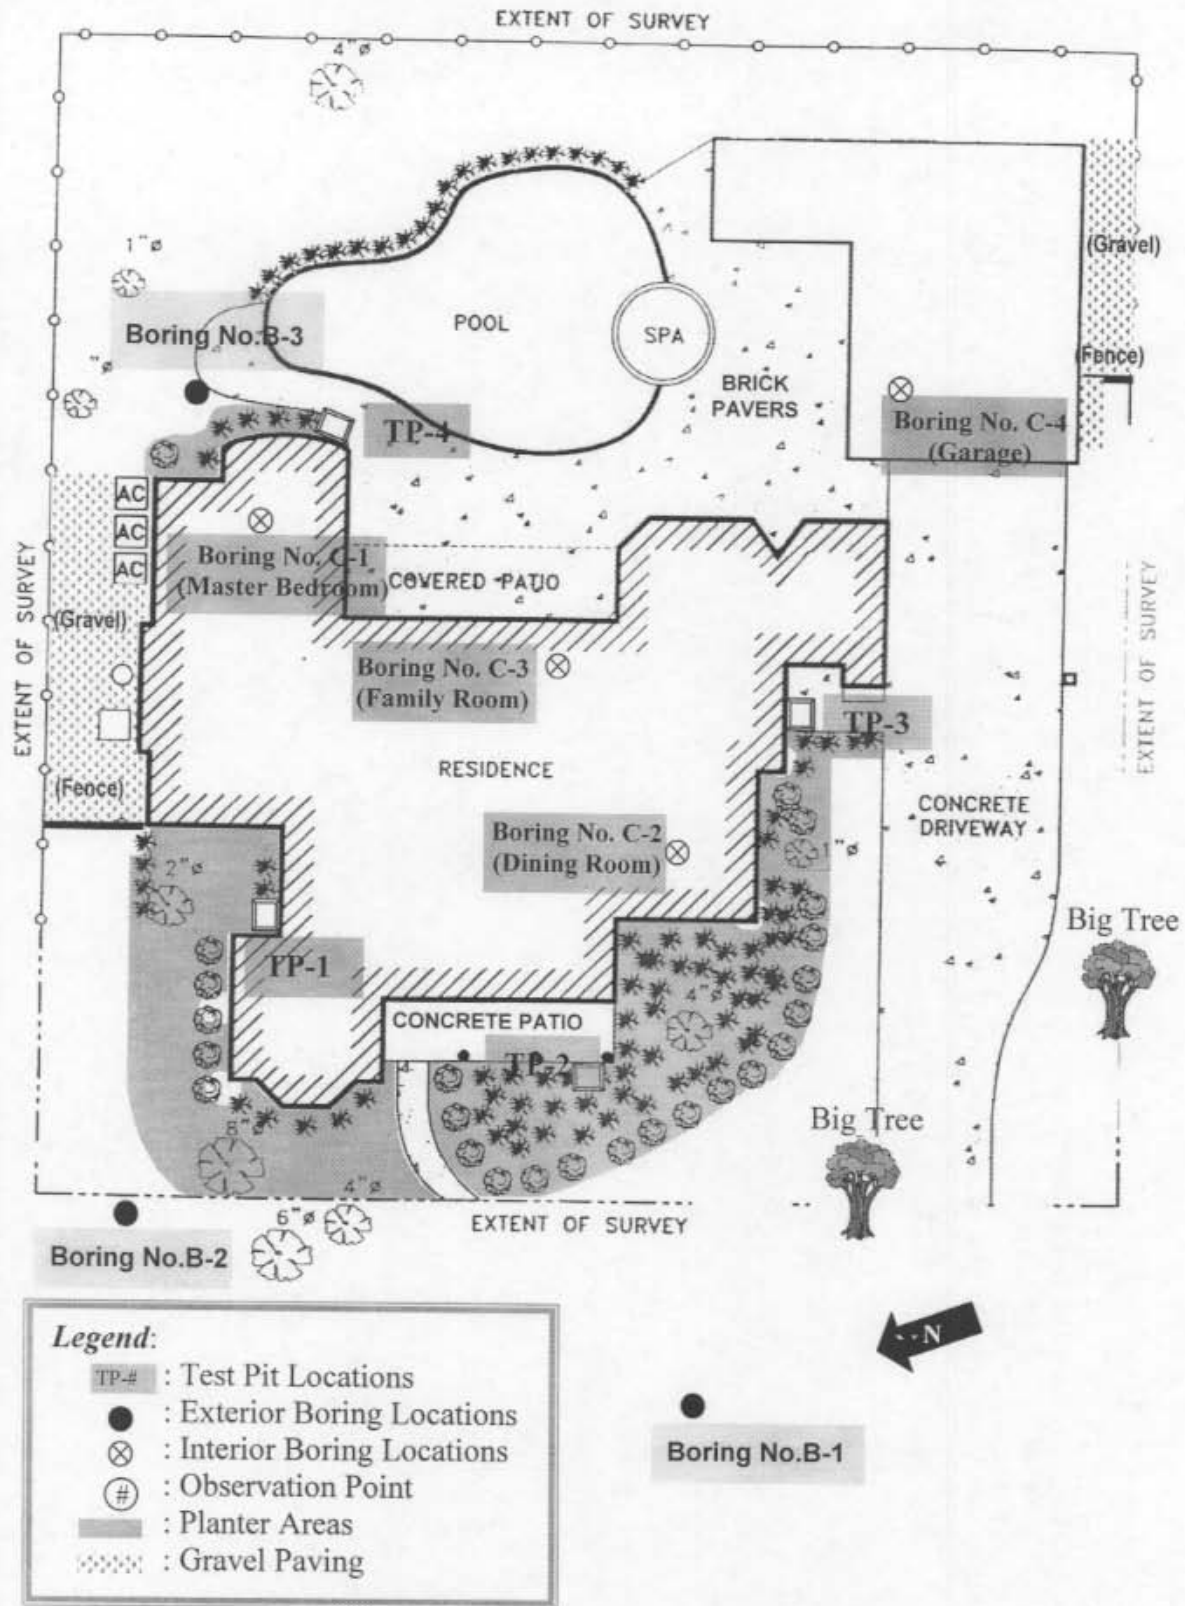 EXTENT OF SURVEY
4"ø
1"ø
(Gravel)
Boring No.B-3
POOL
SPA
(Fence)
BRICK
PAVERS
"ø
TP-4
Boring No. C-4
(Garage)
AC
AC
AC
Boring No. C-1
(Master Bedroom)
COVERED PATIO
EXTENT OF SURVEY
(Gravel)
EXTENT OF SURVEY
Boring No. C-3
(Family Room)
TP-3
RESIDENCE
(Fence)
CONCRETE
DRIVEWAY
Boring No. C-2
(Dining Room)
1"ø
2"ø
Big Tree
TP-1
4"ø
CONCRETE PATIO
TP-2
Big Tree
8"ø
4"ø
6"ø
EXTENT OF SURVEY
Boring No.B-2
N
Legend:
TP-# : Test Pit Locations
: Exterior Boring Locations
: Interior Boring Locations
# : Observation Point
: Planter Areas
: Gravel Paving
Boring No.B-1